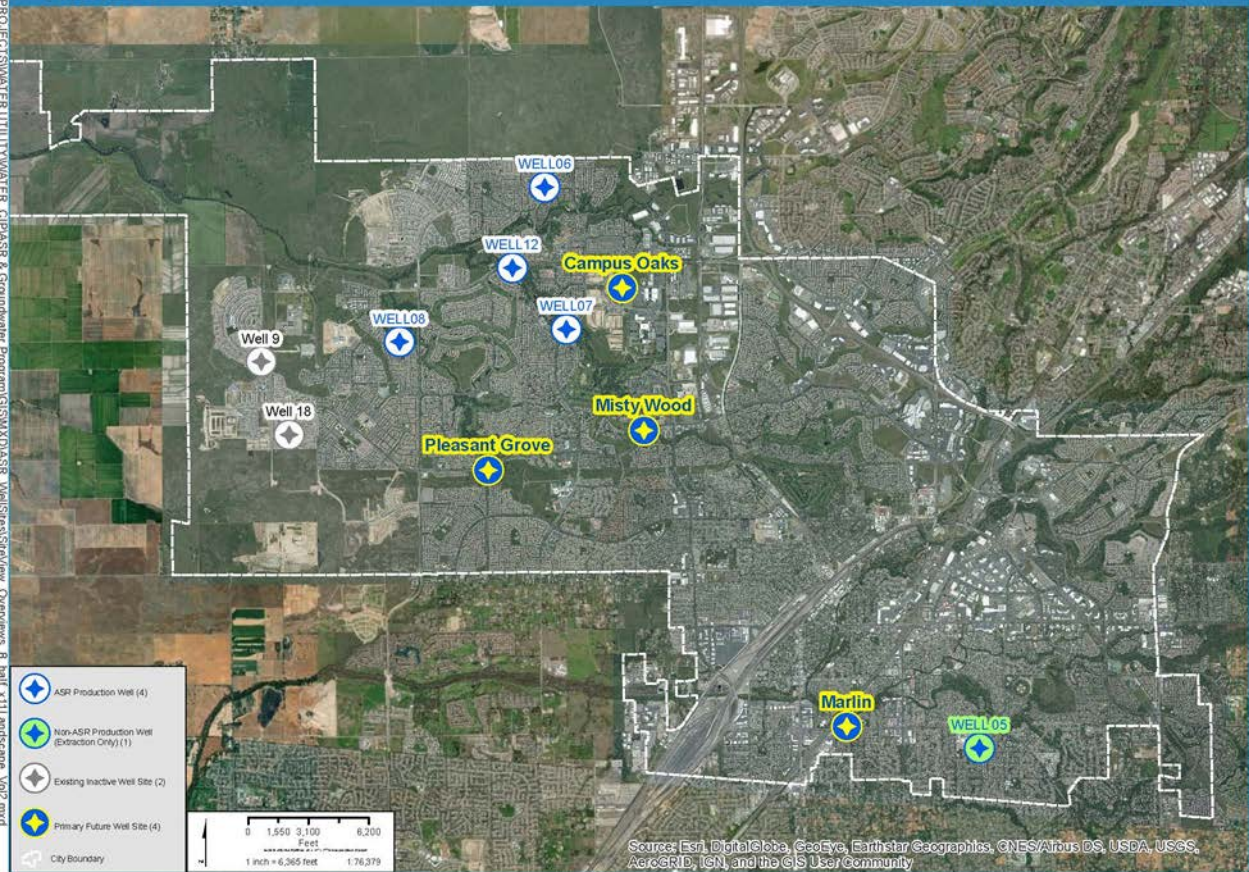 WELL06
WELL12
Campus Oaks
WELL07
WELL08
Well 9
Misty Wood
Well 18
Pleasant Grove
Marlin
WELL 05
ASR Production Well (4)
Non-ASR Production Well
(Extraction Only) (1)
Existing Inactive Well Site (2)
Primary Future Well Site (4)
City Boundary
0 1,550 3,100 6,200
Feet
1 inch = 6,365 feet 1:76,379
Source: Esri, DigitalGlobe, GeoEye, Earthstar Geographics, CNES/Airbus DS, USDA, USGS,
AeroGRID, IGN, and the GIS User Community